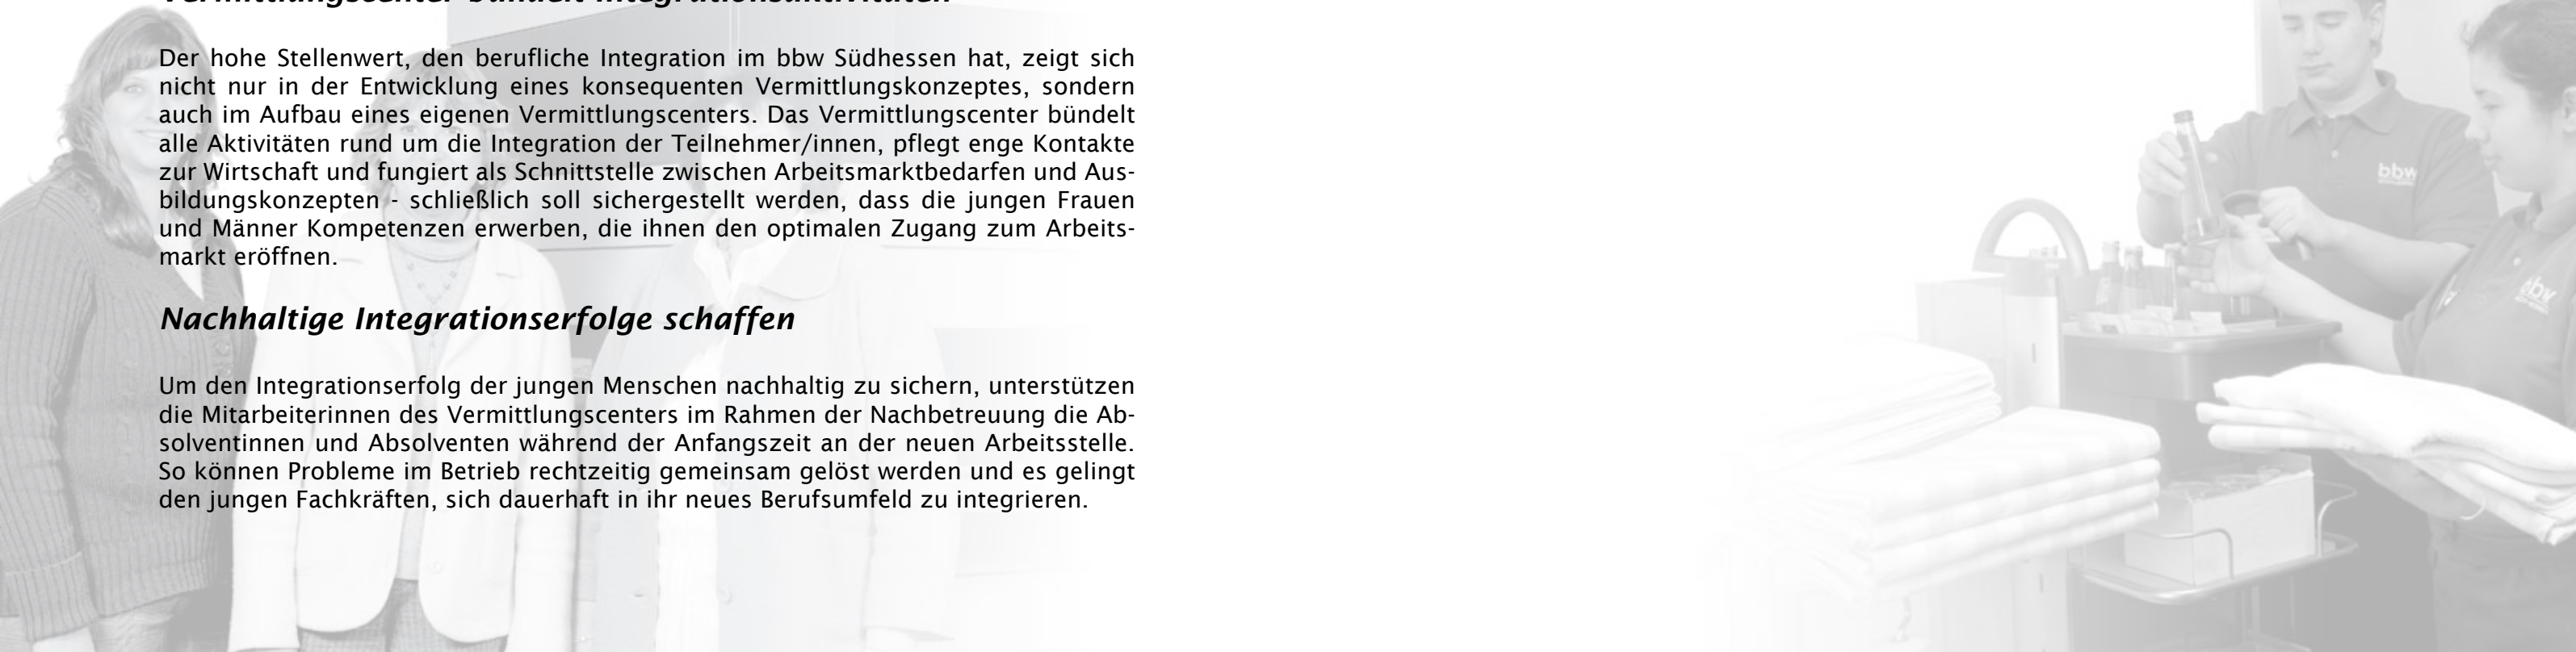 Vermittlungscenter bündelt Integrationsaktivitäten
Der hohe Stellenwert, den berufliche Integration im bbw Südhessen hat, zeigt sich
nicht nur in der Entwicklung eines konsequenten Vermittlungskonzeptes, sondern
auch im Aufbau eines eigenen Vermittlungscenters. Das Vermittlungscenter bündelt
alle Aktivitäten rund um die Integration der Teilnehmer/innen, pflegt enge Kontakte
zur Wirtschaft und fungiert als Schnittstelle zwischen Arbeitsmarktbedarfen und Aus-
bildungskonzepten - schließlich soll sichergestellt werden, dass die jungen Frauen
und Männer Kompetenzen erwerben, die ihnen den optimalen Zugang zum Arbeits-
markt eröffnen.
Nachhaltige Integrationserfolge schaffen
Um den Integrationserfolg der jungen Menschen nachhaltig zu sichern, unterstützen
die Mitarbeiterinnen des Vermittlungscenters im Rahmen der Nachbetreuung die Ab-
solventinnen und Absolventen während der Anfangszeit an der neuen Arbeitsstelle.
So können Probleme im Betrieb rechtzeitig gemeinsam gelöst werden und es gelingt
den jungen Fachkräften, sich dauerhaft in ihr neues Berufsumfeld zu integrieren.
bbw
bbw